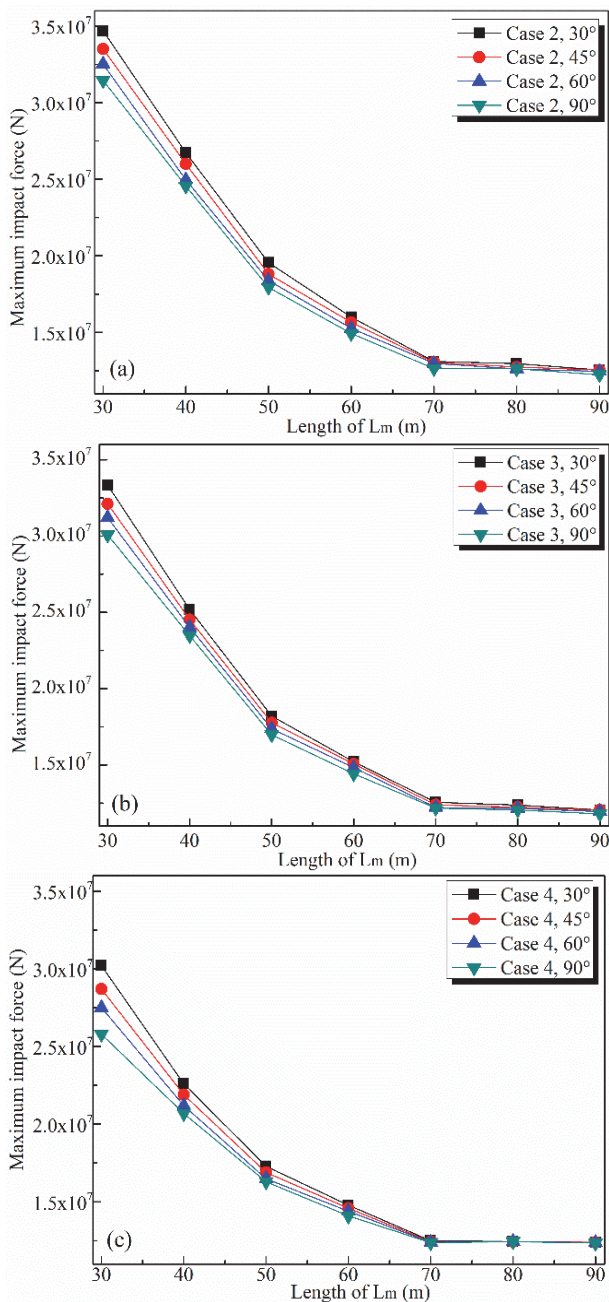 3.5x10⁷
3.0x10⁷
2.5x10⁷
2.0x10⁷
1.5x10⁷
Maximum impact force (N)
Case 2, 30°
Case 2, 45°
Case 2, 60°
Case 2, 90°
(a)
30 40 50 60 70 80 90
Length of Lm (m)
3.5x10⁷
3.0x10⁷
2.5x10⁷
2.0x10⁷
1.5x10⁷
Maximum impact force (N)
Case 3, 30°
Case 3, 45°
Case 3, 60°
Case 3, 90°
(b)
30 40 50 60 70 80 90
Length of Lm (m)
3.5x10⁷
3.0x10⁷
2.5x10⁷
2.0x10⁷
1.5x10⁷
Maximum impact force (N)
Case 4, 30°
Case 4, 45°
Case 4, 60°
Case 4, 90°
(c)
30 40 50 60 70 80 90
Length of Lm (m)